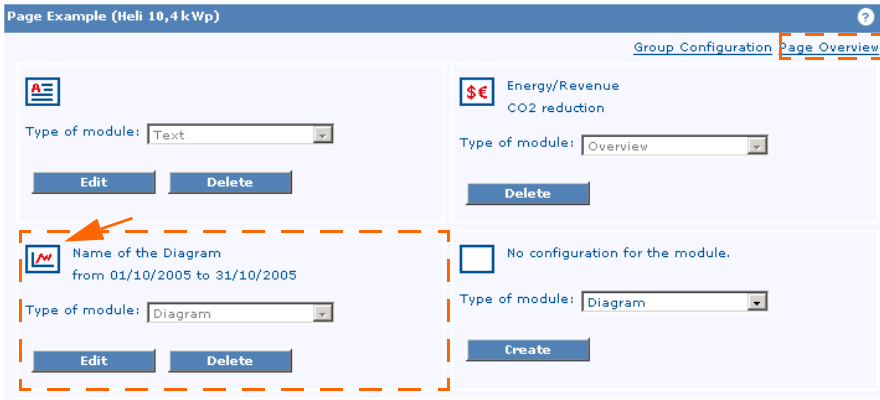 Page Example (Heli 10,4 kWp)
?
Group Configuration Page Overview
A
Type of module: Text
Edit Delete
$€
Energy/Revenue
CO2 reduction
Type of module: Overview
Delete
Name of the Diagram
from 01/10/2005 to 31/10/2005
Type of module: Diagram
Edit Delete
No configuration for the module.
Type of module: Diagram
Create